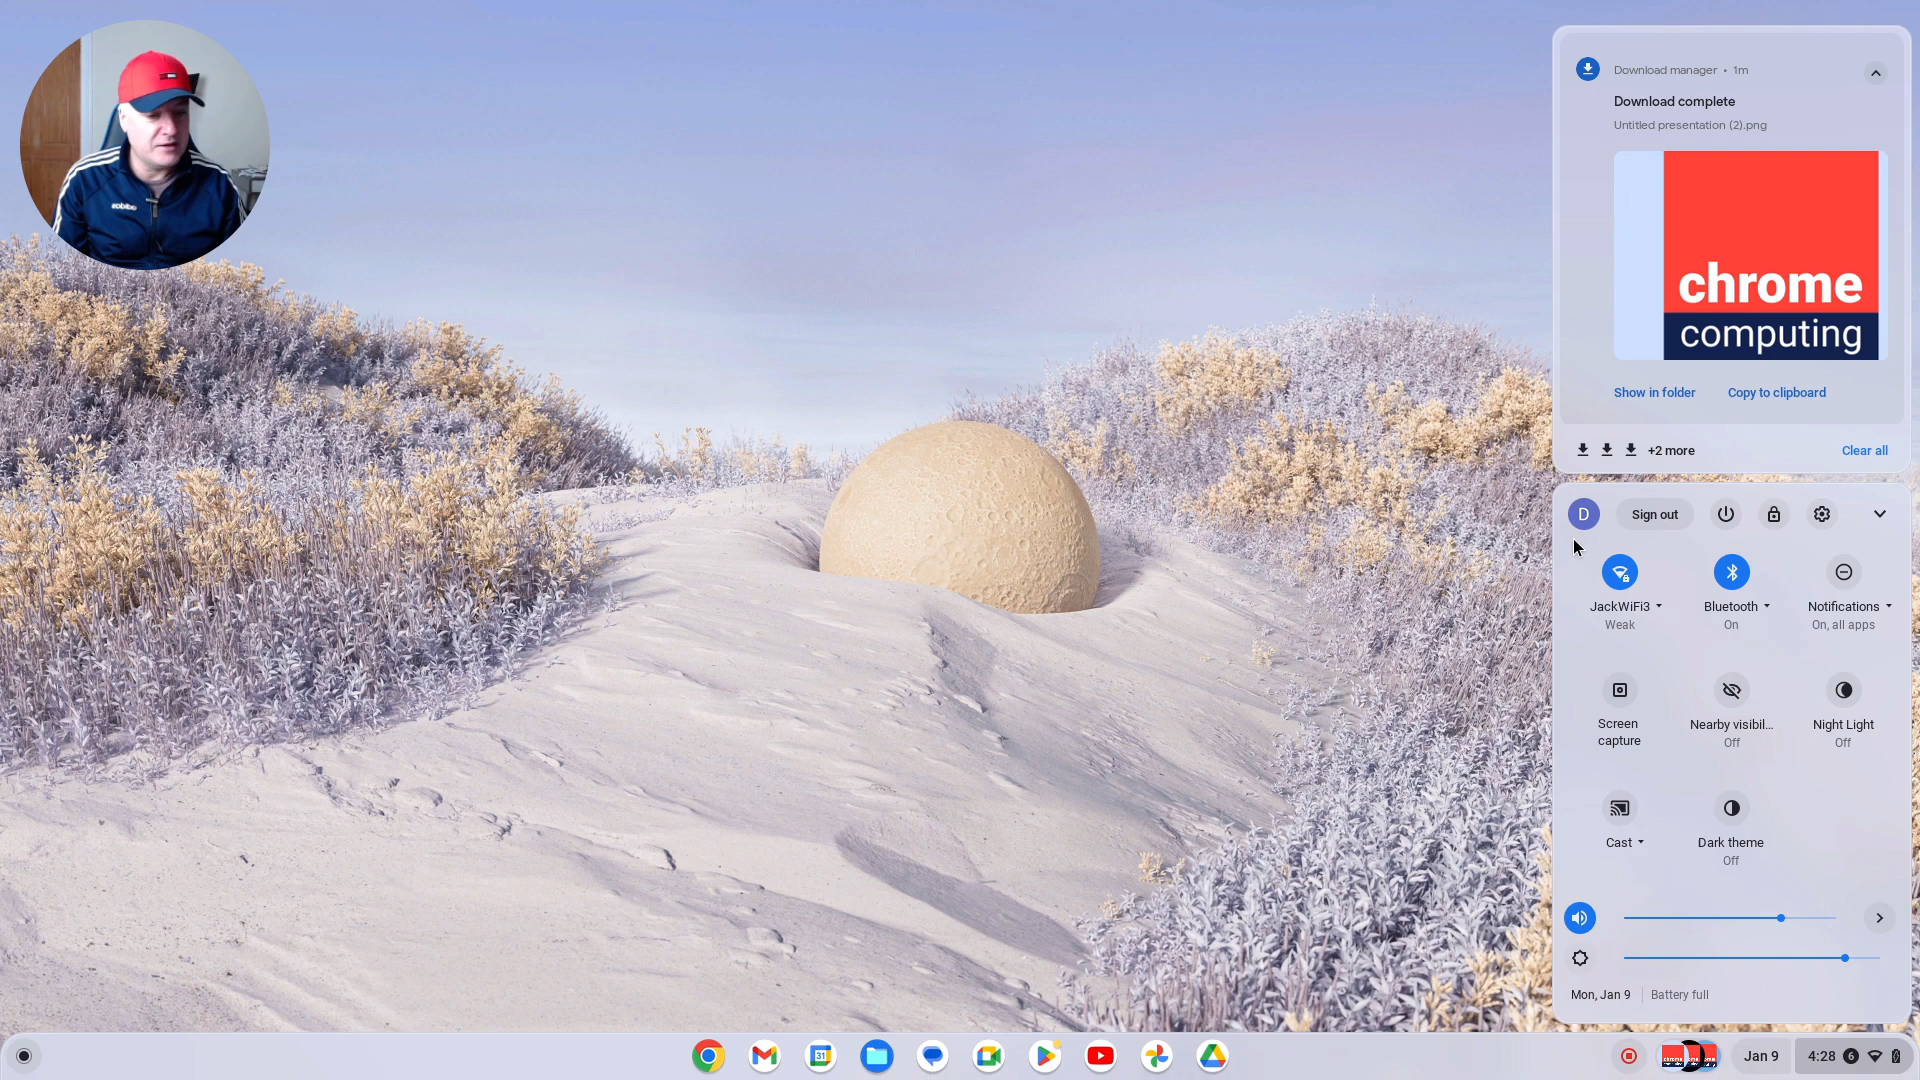 Download manager • 1m
Download complete
Untitled presentation (2).png
chrome
computing
Show in folder Copy to clipboard
+2 more Clear all
D Sign out
JackWiFi3 Bluetooth Notifications
Weak On On, all apps
Screen capture Nearby visibil... Night Light
Off Off
Cast Dark theme
Off
Mon, Jan 9 Battery full
31
Jan 9 4:28 6